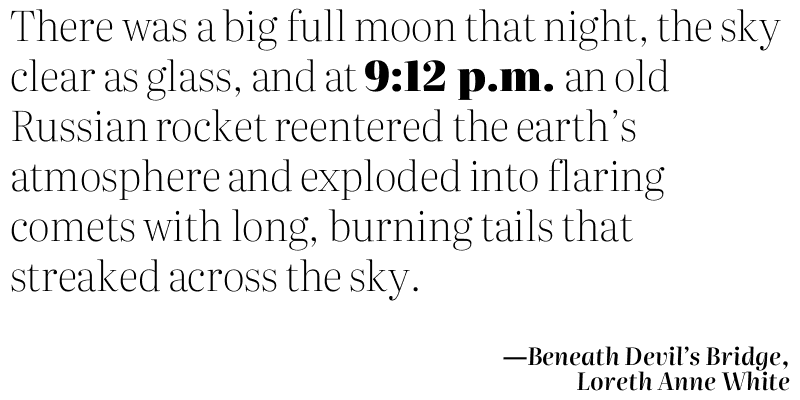 There was a big full moon that night, the sky
clear as glass, and at 9:12 p.m. an old
Russian rocket reentered the earth’s
atmosphere and exploded into flaring
comets with long, burning tails that
streaked across the sky.
—Beneath Devil’s Bridge,
Loreth Anne White